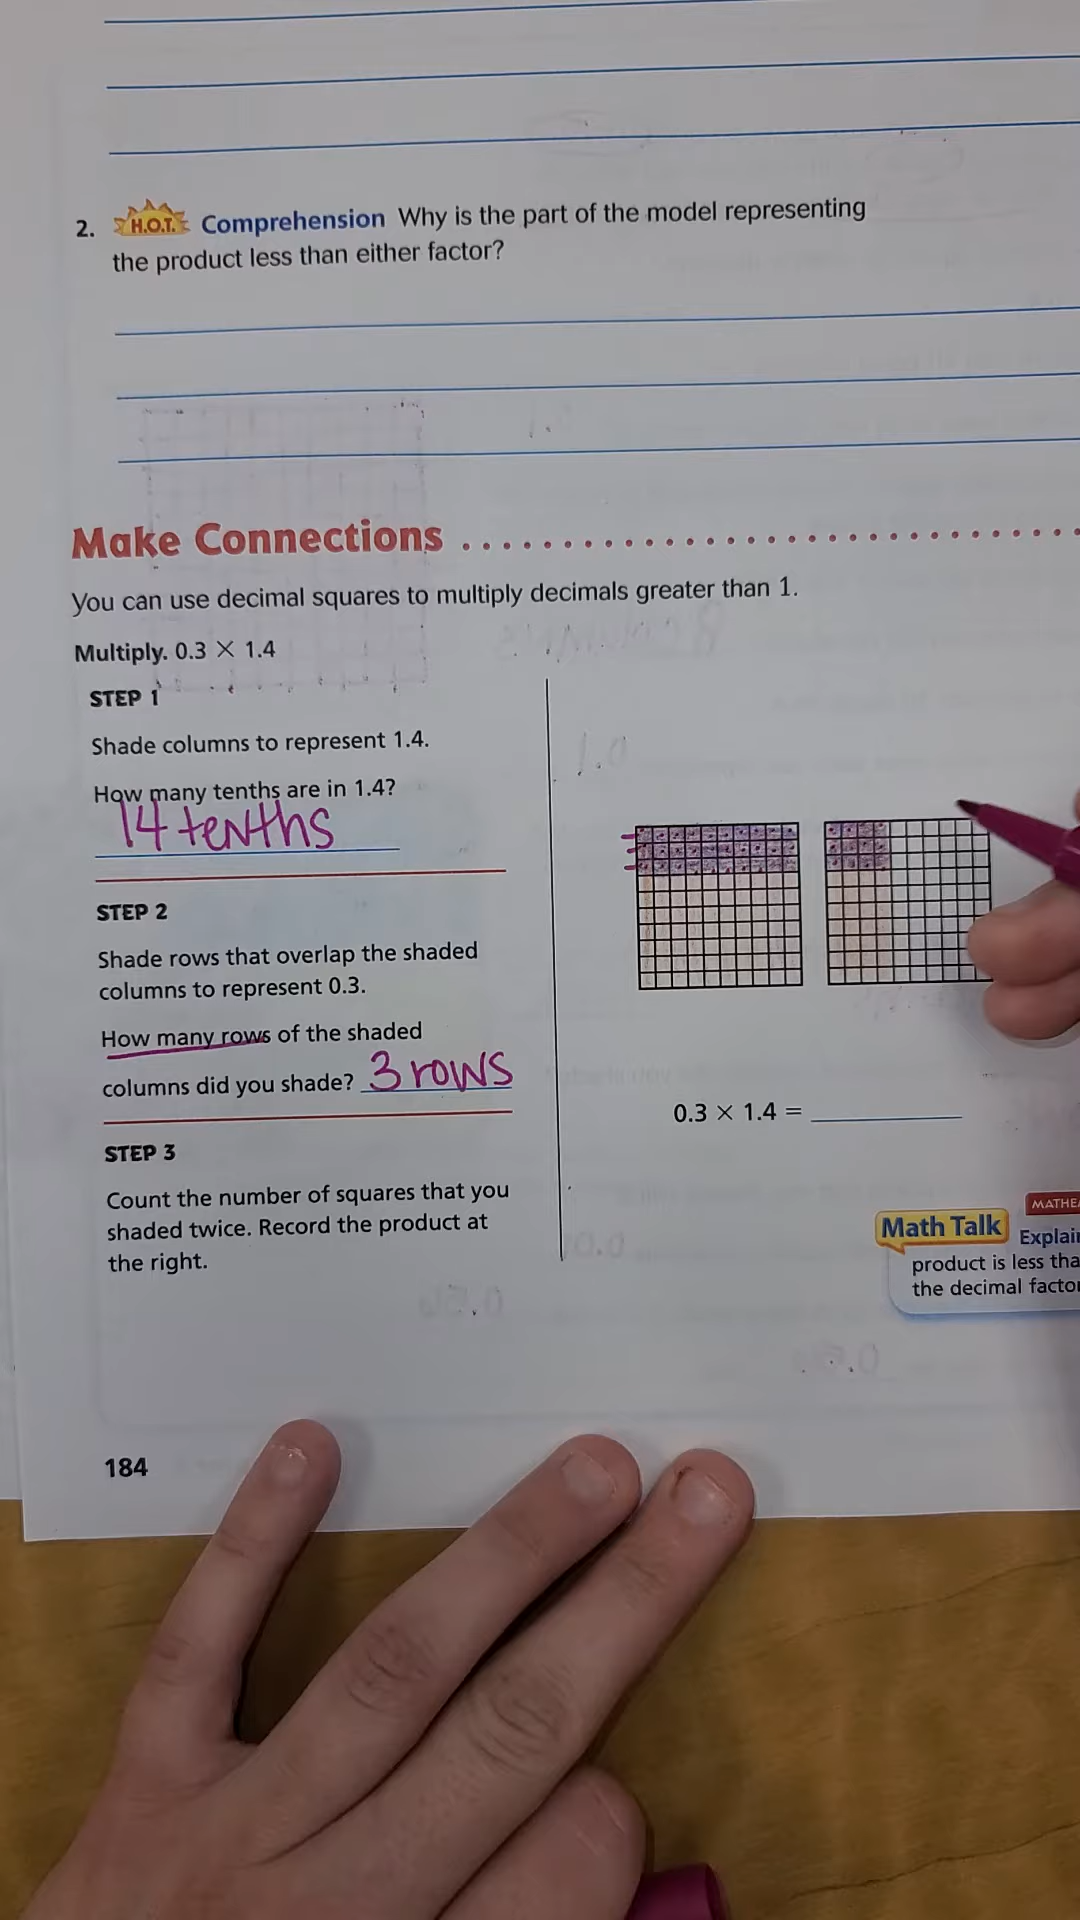 2. H.O.T. Comprehension Why is the part of the model representing
the product less than either factor?
Make Connections
You can use decimal squares to multiply decimals greater than 1.
Multiply. 0.3 × 1.4
STEP 1
Shade columns to represent 1.4.
How many tenths are in 1.4?
14 tenths
STEP 2
Shade rows that overlap the shaded
columns to represent 0.3.
How many rows of the shaded
columns did you shade? 3 rows
0.3 × 1.4 =
STEP 3
Count the number of squares that you
shaded twice. Record the product at
the right.
MATHE
Math Talk Explai
product is less tha
the decimal facto
184